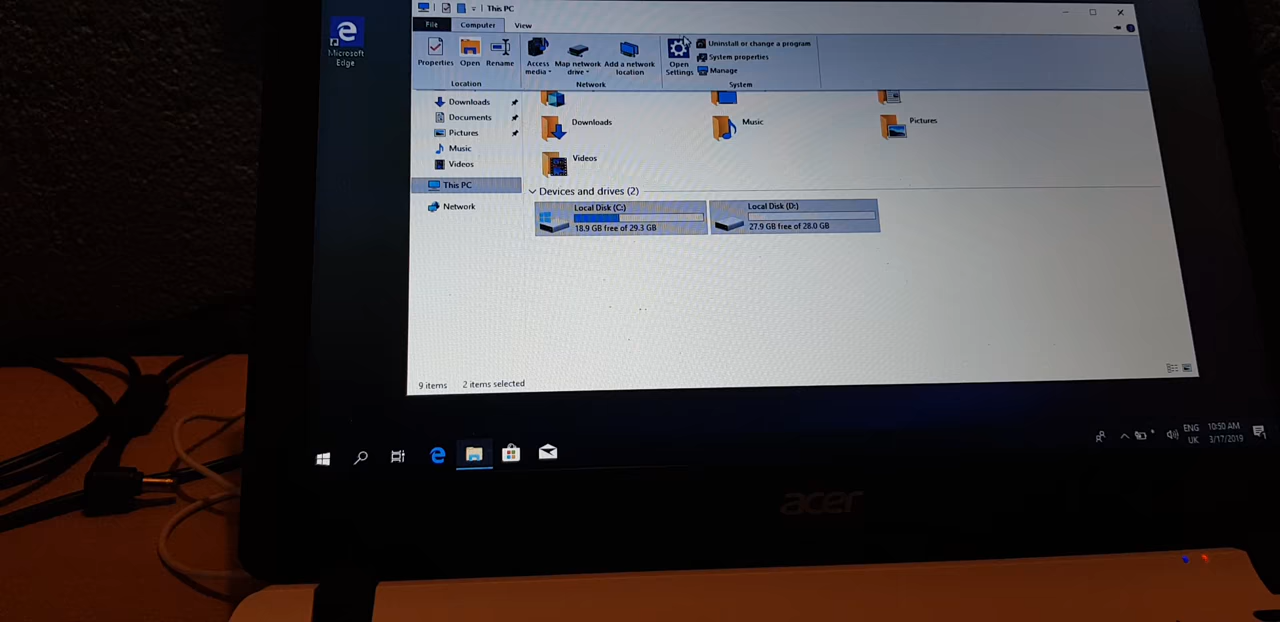 This PC
File
Computer
View
Properties
Open
Rename
Access media
Map network drive
Add a network location
Open Settings
Uninstall or change a program
System properties
Manage
Location
Network
System
Microsoft Edge
Downloads
Documents
Pictures
Music
Videos
This PC
Network
Downloads
Music
Pictures
Videos
Devices and drives (2)
Local Disk (C:)
18.9 GB free of 29.3 GB
Local Disk (D:)
27.9 GB free of 28.0 GB
9 items
2 items selected
ENG
UK
10:50 AM
3/17/2019
acer